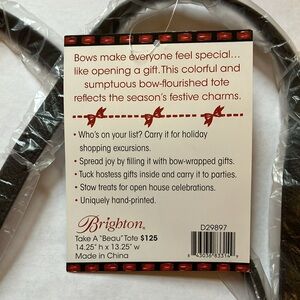 Bows make everyone feel special...
like opening a gift. This colorful and
sumptuous bow-flourished tote
reflects the season's festive charms.
• Who's on your list? Carry it for holiday
shopping excursions.
• Spread joy by filling it with bow-wrapped gifts.
• Tuck hostess gifts inside and carry it to parties.
• Stow treats for open house celebrations.
• Uniquely hand-printed.
Brighton®
Take A "Beau" Tote $125
14.25" h x 13.25" w
Made in China
D29897